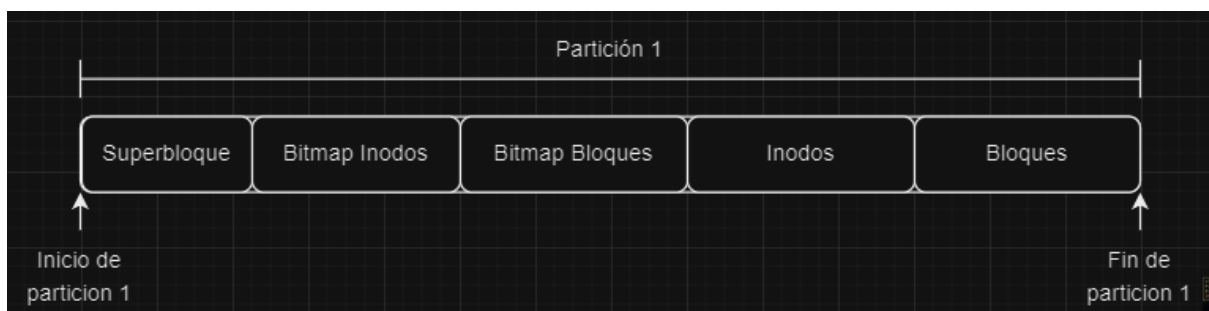 Partición 1
Superbloque
Bitmap Inodos
Bitmap Bloques
Inodos
Bloques
Inicio de
particion 1
Fin de
particion 1